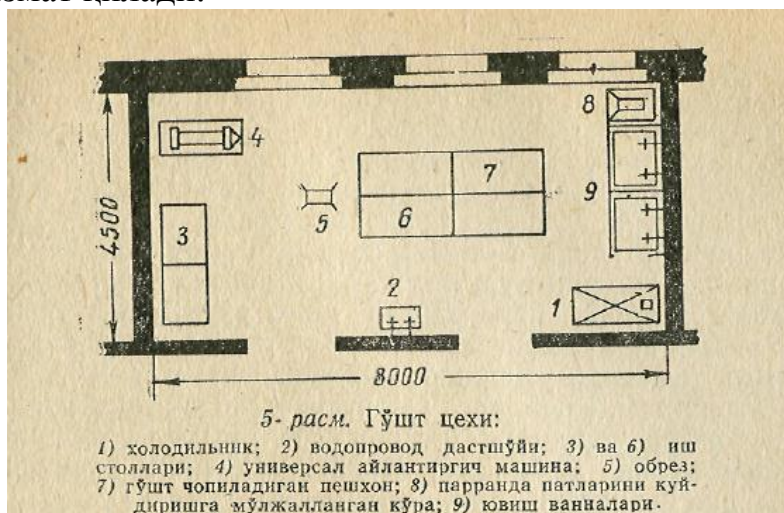 8
4
7
5
6
9
3
4500
2
1
8000
5- расм. Гўшт цехи:
1) холодильник; 2) водопровод дастшўйи; 3) ва 6) иш
столлари; 4) универсал айлантиргич машина; 5) обрез;
7) гўшт чопиладиган пешхон; 8) парранда патларини куй-
диришга мўлжалланган кўра; 9) ювиш ванналари.